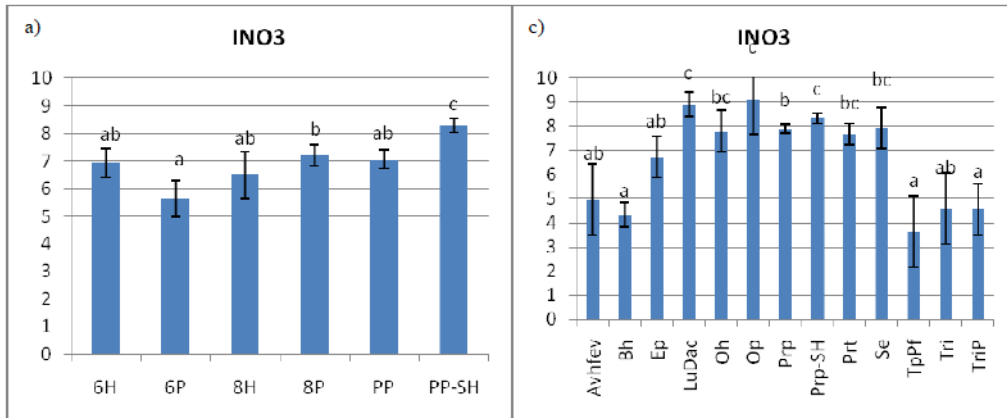 a)
INO3
10
9
8
7
6
5
4
3
2
1
0
ab
a
ab
b
ab
c
6H
6P
8H
8P
PP
PP-SH
c)
INO3
10
9
8
7
6
5
4
3
2
1
0
ab
a
ab
c
bc
c
b
c
bc
bc
a
ab
a
Avhfev
Bh
Ep
LuDac
Oh
Op
Prp
Prp-SH
Prt
Se
TpPf
Tri
TriP